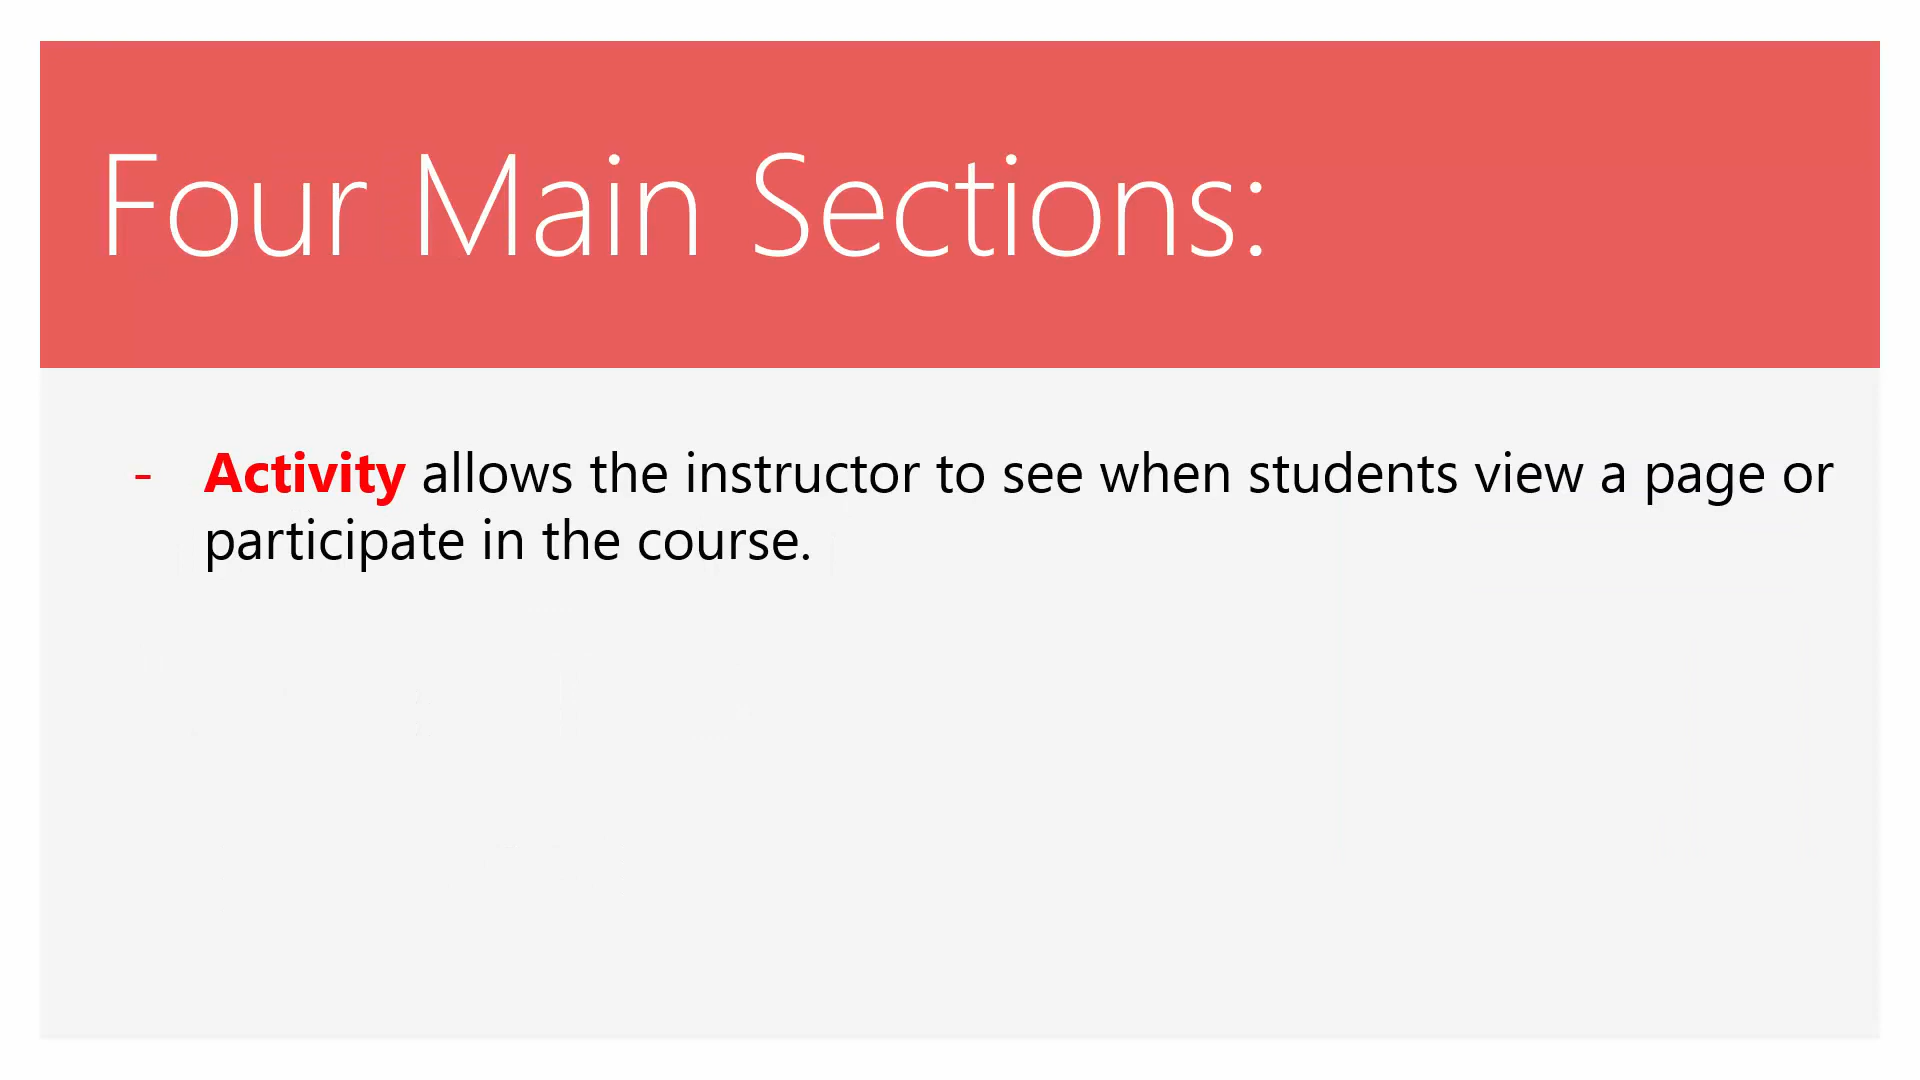 Four Main Sections:
- Activity allows the instructor to see when students view a page or
participate in the course.